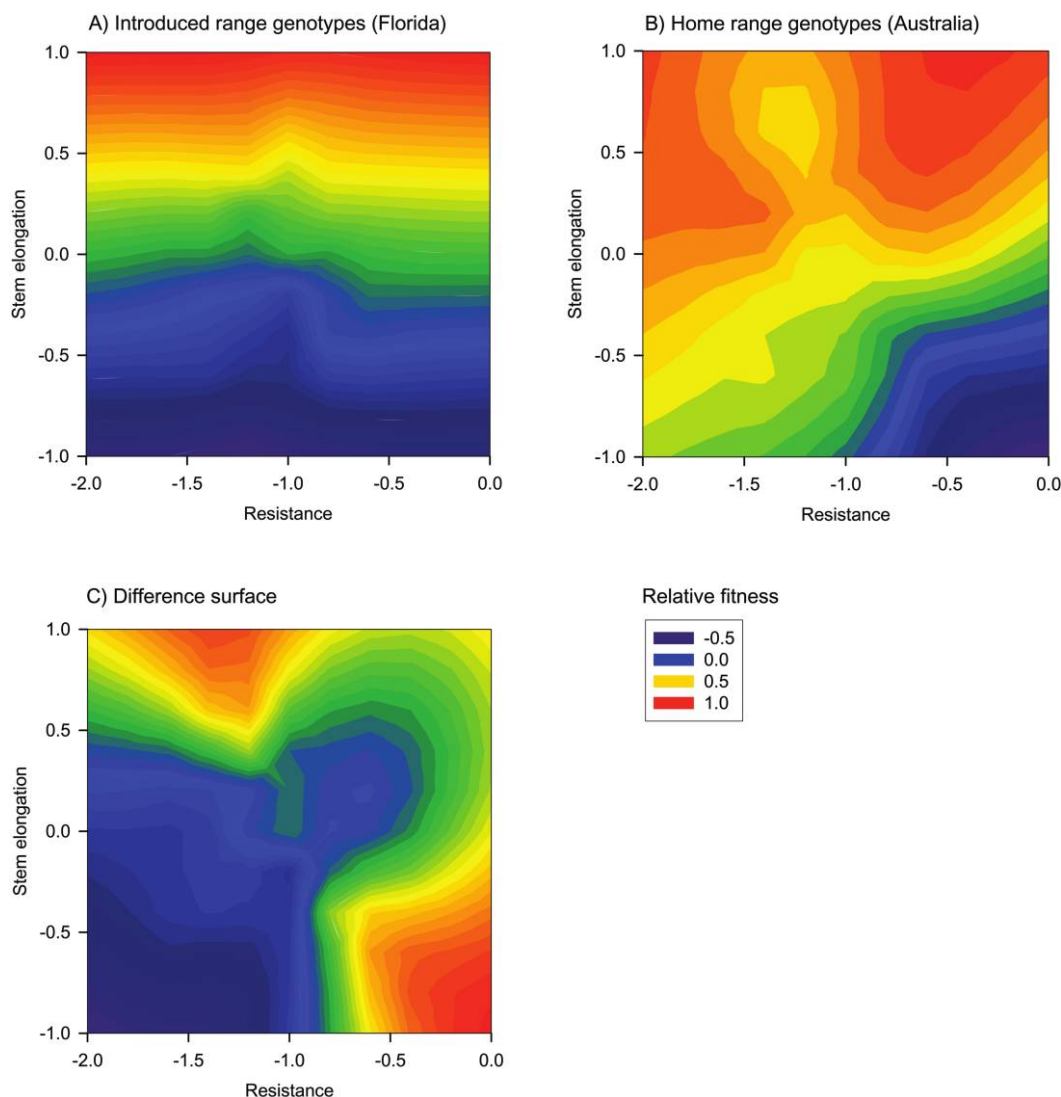 A) Introduced range genotypes (Florida)
1.0
0.5
0.0
-0.5
-1.0
Stem elongation
-2.0 -1.5 -1.0 -0.5 0.0
Resistance
B) Home range genotypes (Australia)
1.0
0.5
0.0
-0.5
-1.0
Stem elongation
-2.0 -1.5 -1.0 -0.5 0.0
Resistance
C) Difference surface
1.0
0.5
0.0
-0.5
-1.0
Stem elongation
-2.0 -1.5 -1.0 -0.5 0.0
Resistance
Relative fitness
-0.5
0.0
0.5
1.0